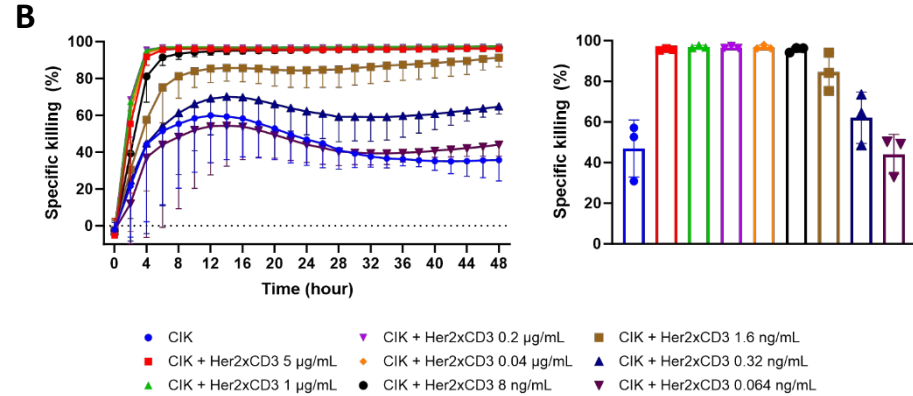 B
Specific killing (%)
100
80
60
40
20
0
0 4 8 12 16 20 24 28 32 36 40 44 48
Time (hour)
Specific killing (%)
100
80
60
40
20
0
CIK
CIK + Her2xCD3 0.2 µg/mL
CIK + Her2xCD3 1.6 ng/mL
CIK + Her2xCD3 5 µg/mL
CIK + Her2xCD3 0.04 µg/mL
CIK + Her2xCD3 0.32 ng/mL
CIK + Her2xCD3 1 µg/mL
CIK + Her2xCD3 8 ng/mL
CIK + Her2xCD3 0.064 ng/mL